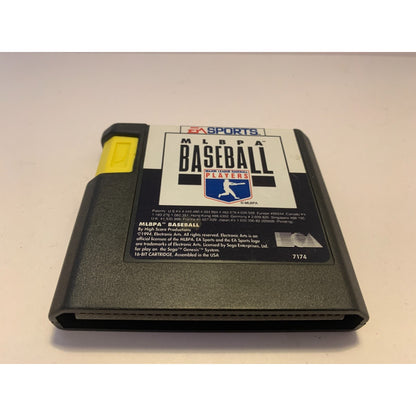 EA SPORTS
MLBPA
BASEBALL
MAJOR LEAGUE BASEBALL
PLAYERS
© MLBPA
MLBPA™ BASEBALL
By High Score Productions
©1994, Electronic Arts. All rights reserved. Electronic Arts is an
official licensee of the MLBPA. EA Sports and the EA Sports logo
are trademarks of Electronic Arts. Licensed by Sega Enterprises, Ltd.
for play on the Sega™ Genesis™ System.
16-BIT CARTRIDGE. Assembled in the USA
7174